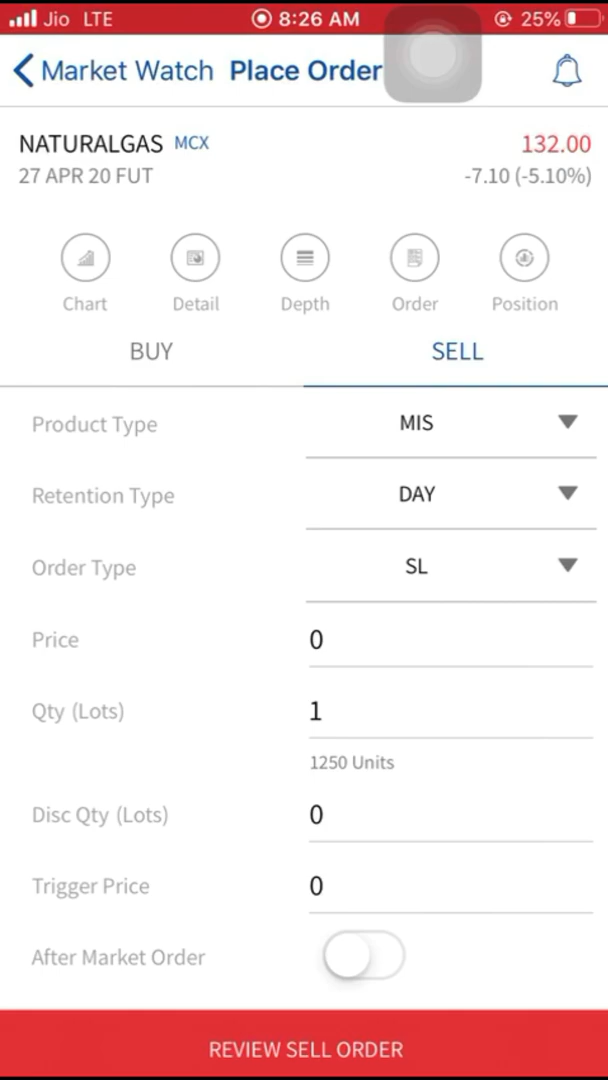 Jio LTE 8:26 AM 25%
Market Watch Place Order
NATURALGAS MCX 132.00
27 APR 20 FUT -7.10 (-5.10%)
Chart Detail Depth Order Position
BUY SELL
Product Type MIS
Retention Type DAY
Order Type SL
Price 0
Qty (Lots) 1
1250 Units
Disc Qty (Lots) 0
Trigger Price 0
After Market Order
REVIEW SELL ORDER